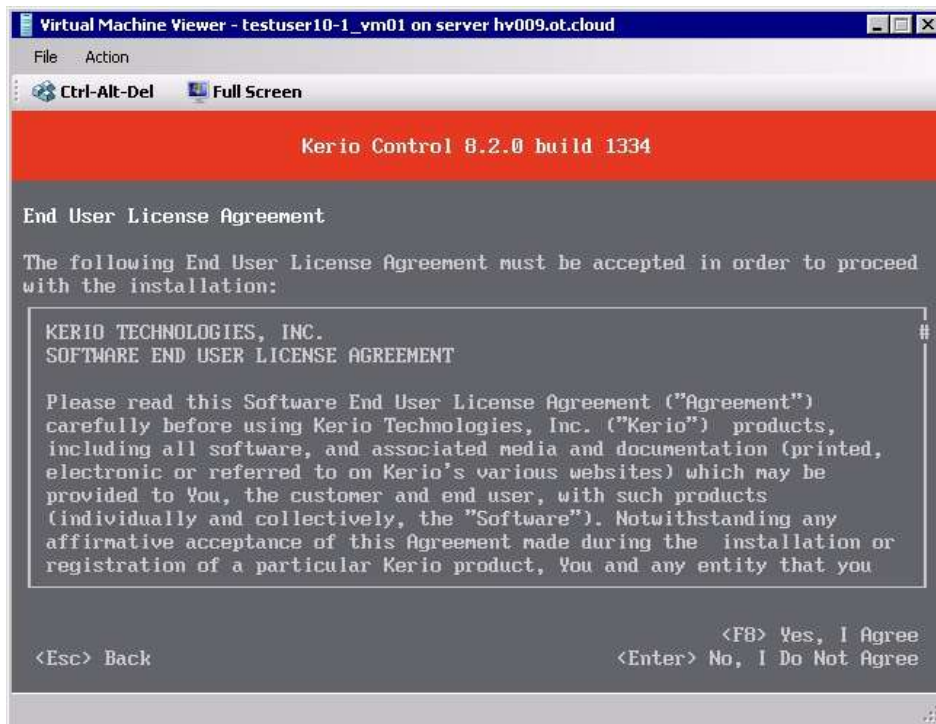 Virtual Machine Viewer - testuser10-1_vm01 on server hv009.ot.cloud
File Action
Ctrl-Alt-Del Full Screen
Kerio Control 8.2.0 build 1334
End User License Agreement
The following End User License Agreement must be accepted in order to proceed
with the installation:
KERIO TECHNOLOGIES, INC. #
SOFTWARE END USER LICENSE AGREEMENT
Please read this Software End User License Agreement ("Agreement")
carefully before using Kerio Technologies, Inc. ("Kerio") products,
including all software, and associated media and documentation (printed,
electronic or referred to on Kerio's various websites) which may be
provided to You, the customer and end user, with such products
(individually and collectively, the "Software"). Notwithstanding any
affirmative acceptance of this Agreement made during the installation or
registration of a particular Kerio product, You and any entity that you
<F8> Yes, I Agree
<Esc> Back <Enter> No, I Do Not Agree